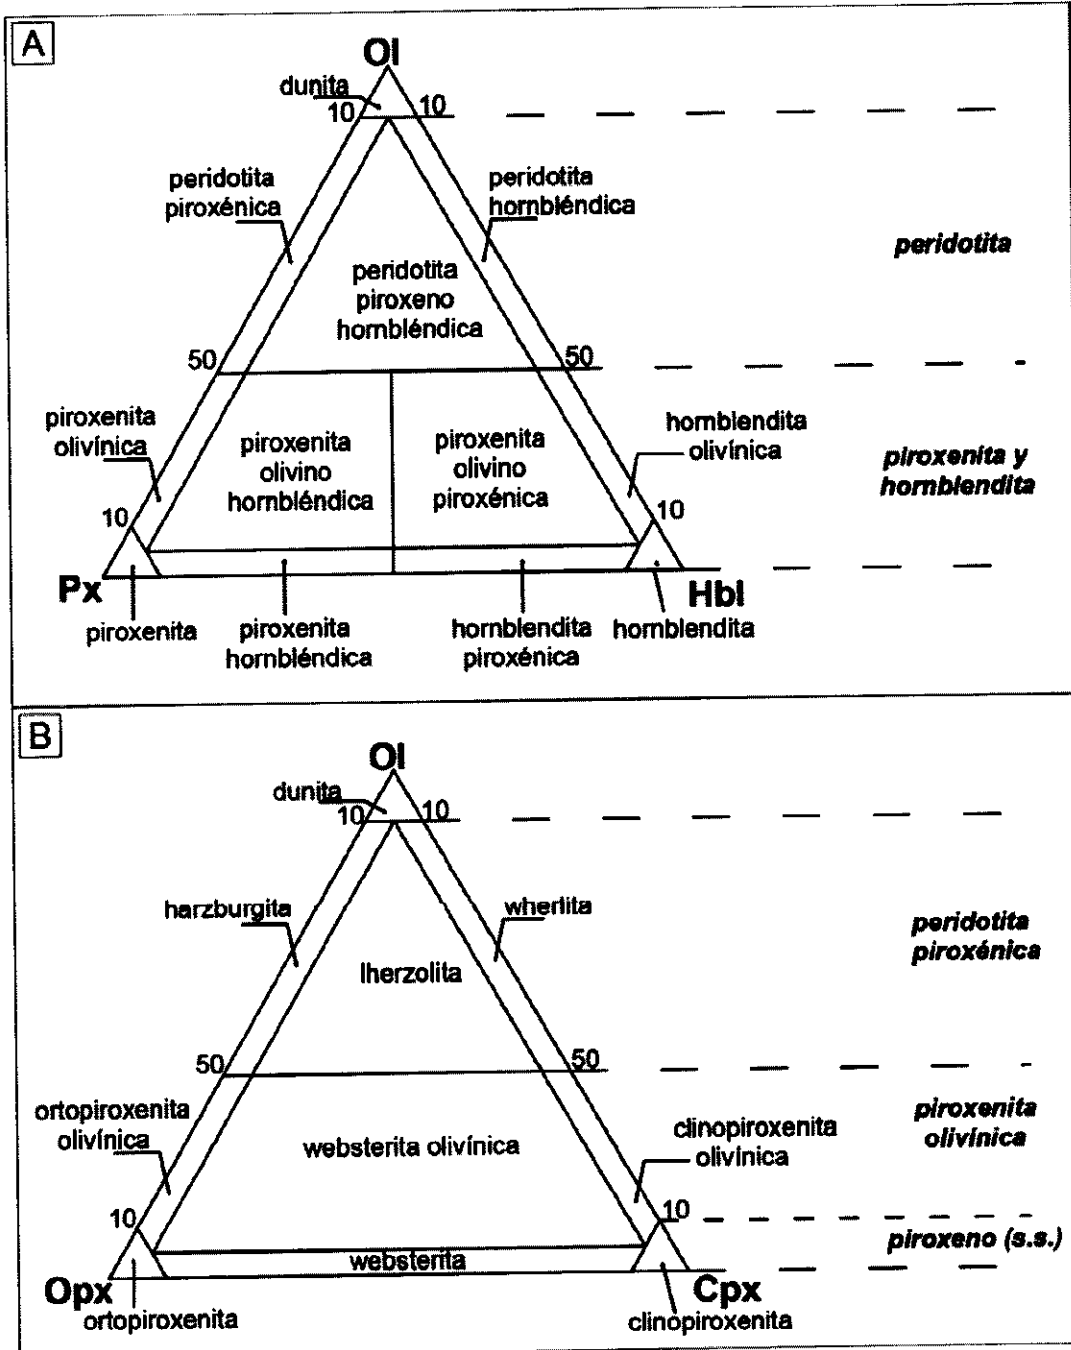 A
Ol
dunita
10
10
peridotita
piroxénica
peridotita
hornbléndica
peridotita
peridotita
piroxeno
hornbléndica
50
50
piroxenita
olivínica
piroxenita
olivino
hornbléndica
piroxenita
olivino
piroxénica
hornblendita
olivínica
piroxenita y
hornblendita
10
10
Px
Hbl
piroxenita
piroxenita
hornbléndica
hornblendita
piroxénica
hornblendita
B
Ol
dunita
10
10
harzburgita
wherlita
peridotita
piroxénica
lherzolita
50
50
ortopiroxenita
olivínica
websterita olivínica
clinopiroxenita
olivínica
piroxenita
olivínica
10
10
piroxeno (s.s.)
websterita
Opx
Cpx
ortopiroxenita
clinopiroxenita